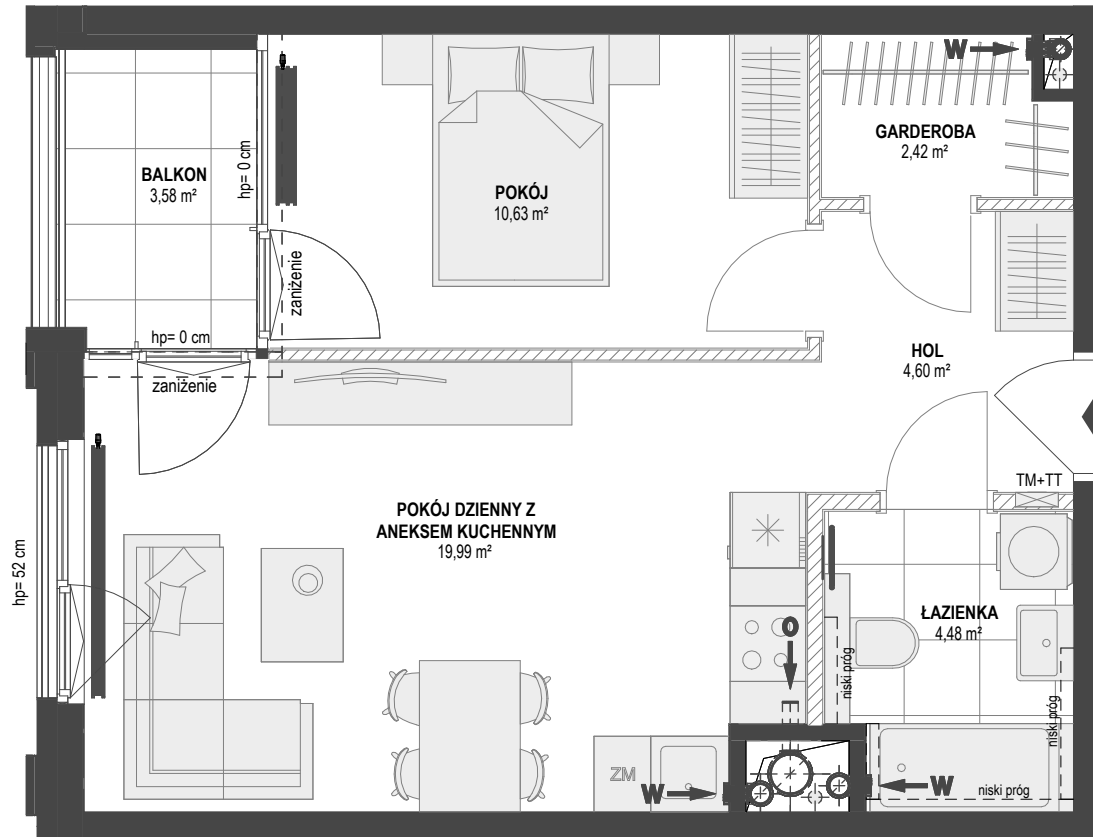 W
GARDEROBA
2,42 m²
BALKON
3,58 m²
hp= 0 cm
POKÓJ
10,63 m²
zaniżenie
hp= 0 cm
zaniżenie
HOL
4,60 m²
TM+TT
POKÓJ DZIENNY Z
ANEKSEM KUCHENNYM
19,99 m²
hp= 52 cm
ŁAZIENKA
4,48 m²
O
niski próg
niski próg
niski próg
ZM
W
W